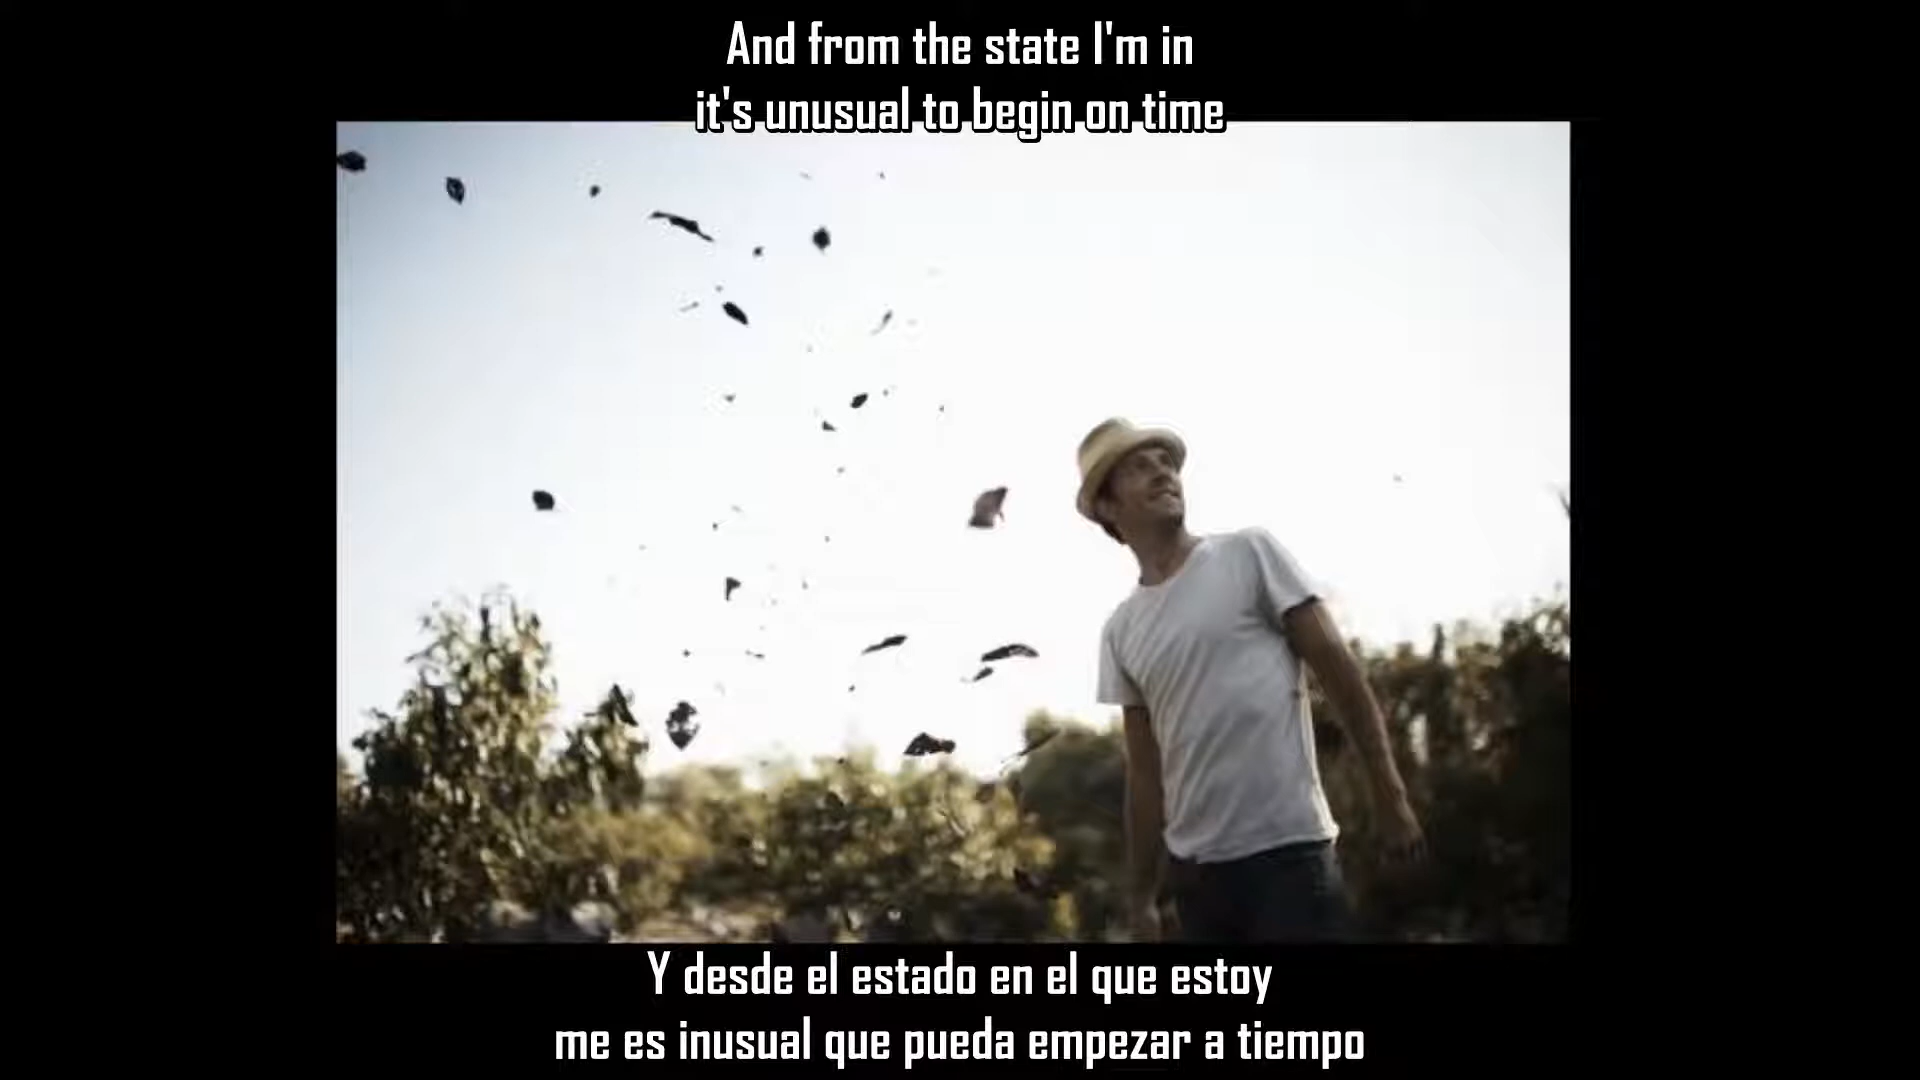 And from the state I'm in
it's unusual to begin on time
Y desde el estado en el que estoy
me es inusual que pueda empezar a tiempo